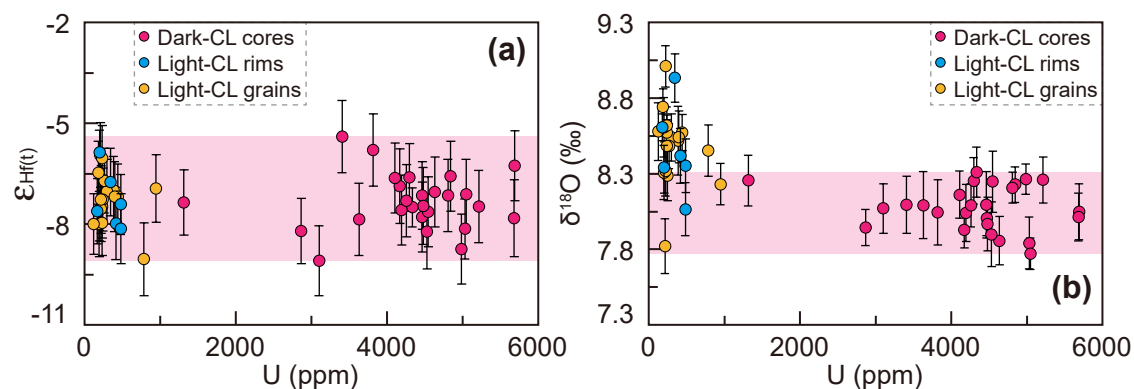 -2
-5
-8
-11
εHf(t)
Dark-CL cores
Light-CL rims
Light-CL grains
(a)
0
2000
4000
6000
U (ppm)
9.3
8.8
8.3
7.8
7.3
δ18O (‰)
Dark-CL cores
Light-CL rims
Light-CL grains
(b)
0
2000
4000
6000
U (ppm)